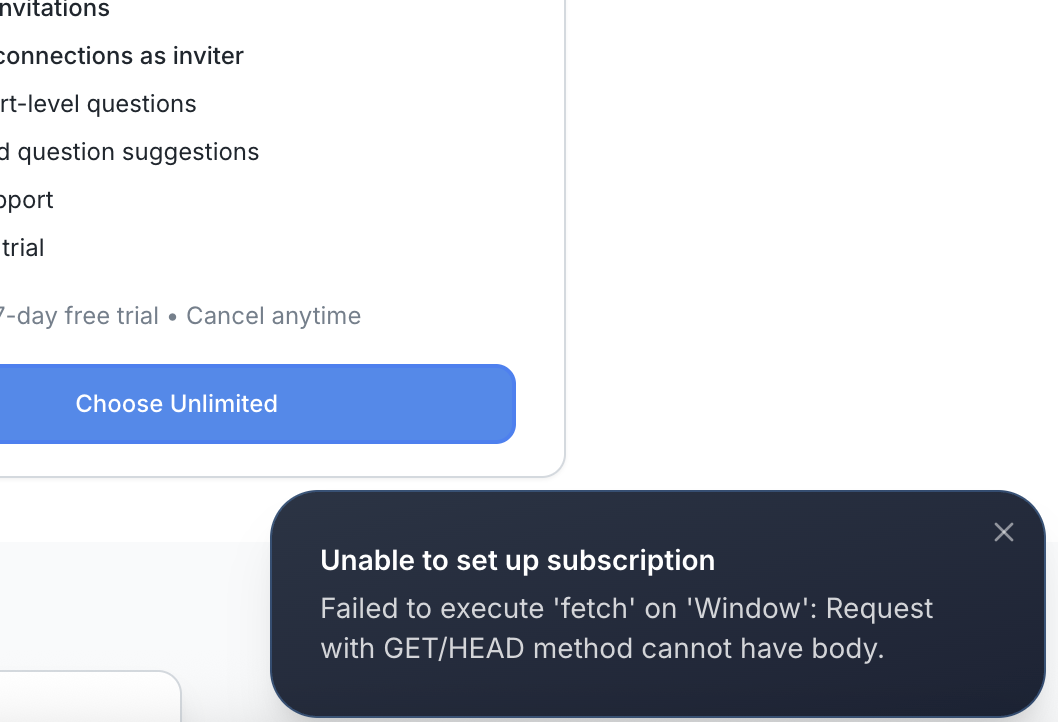 nvitations
connections as inviter
rt-level questions
d question suggestions
pport
trial
7-day free trial • Cancel anytime
Choose Unlimited
Unable to set up subscription
Failed to execute 'fetch' on 'Window': Request
with GET/HEAD method cannot have body.